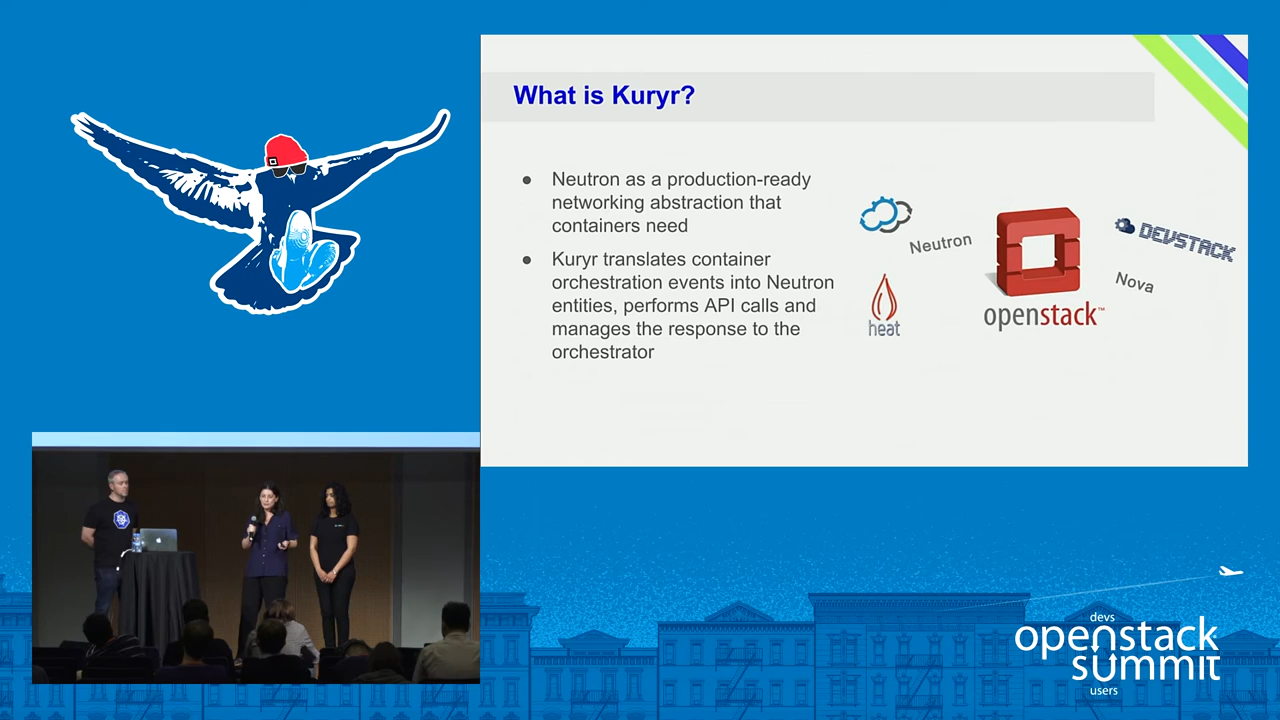 What is Kuryr?
● Neutron as a production-ready
networking abstraction that
containers need
● Kuryr translates container
orchestration events into Neutron
entities, performs API calls and
manages the response to the
orchestrator
Neutron
heat
openstack™
DEVSTACK
Nova
devs
openstack
summit
users